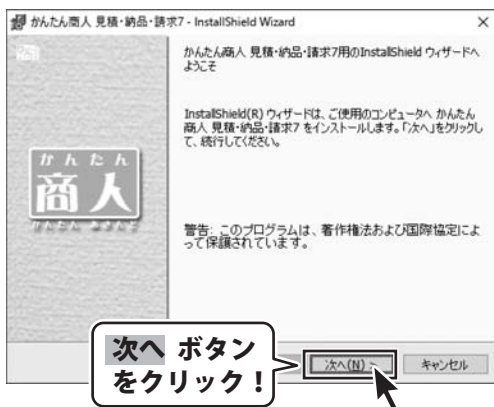 かんたん商人 見積・納品・請求7 - InstallShield Wizard
かんたん商人 見積・納品・請求7用のInstallShield ウィザードへ
ようこそ
InstallShield(R) ウィザードは、ご使用のコンピュータへ かんたん
商人 見積・納品・請求7 をインストールします。「次へ」をクリックし
て、続行してください。
かんたん
商人
警告: このプログラムは、著作権法および国際協定によ
って保護されています。
次へ ボタン
をクリック!
次へ(N) >
キャンセル